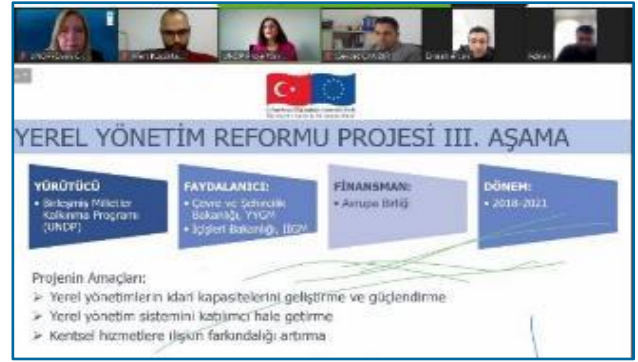 YEREL YÖNETİM REFORMU PROJESİ III. AŞAMA
YÜRÜTÜCÜ
• Birleşmiş Milletler
Kalkınma Programı
(UNDP)
FAYDALANICI:
• Çevre ve Şehircilik
Bakanlığı, YYGM
• İçişleri Bakanlığı, İİGM
FİNANSMAN:
• Avrupa Birliği
DÖNEM:
• 2018-2021
Projenin Amaçları:
➢ Yerel yönetimlerin idari kapasitelerini geliştirme ve güçlendirme
➢ Yerel yönetim sistemini katılımcı hale getirme
➢ Kentsel hizmetlere ilişkin farkındalığı artırma